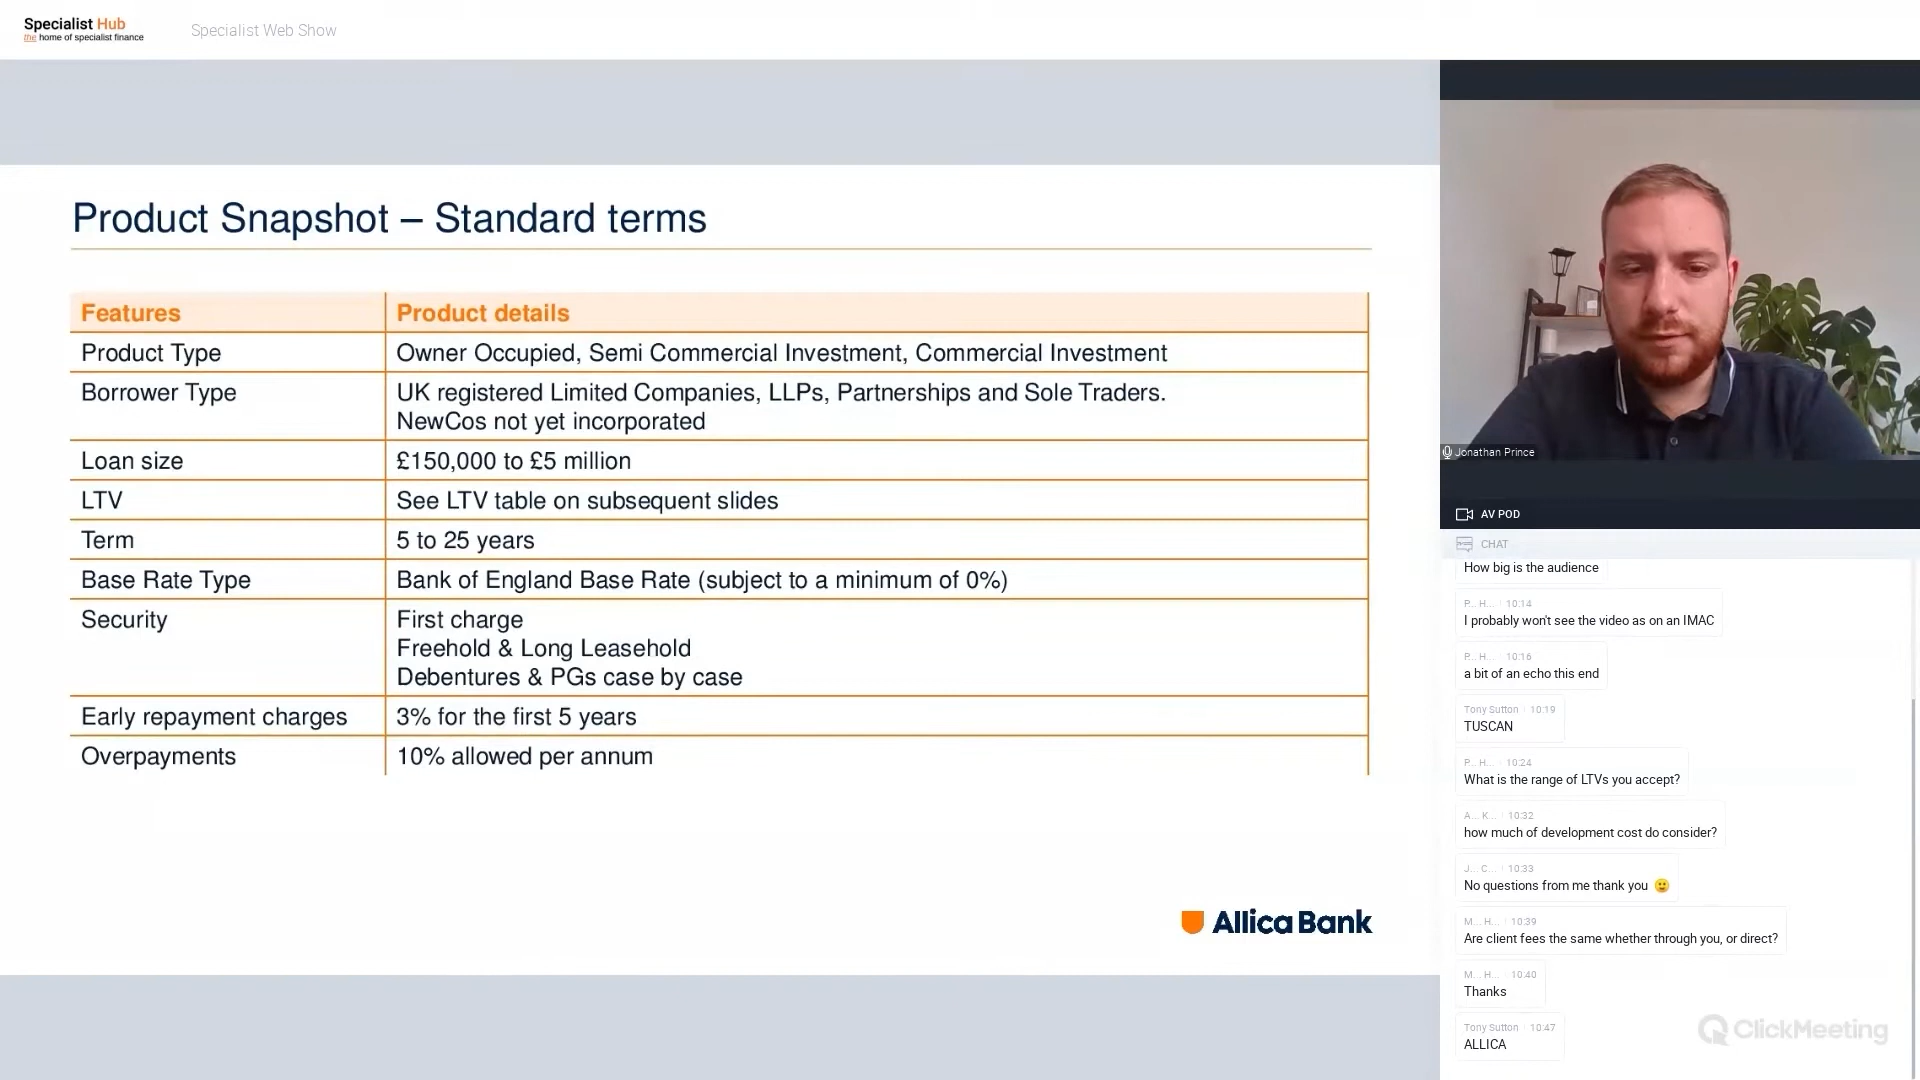 Specialist Hub
the home of specialist finance
Specialist Web Show
Product Snapshot – Standard terms
Features
Product details
Product Type
Owner Occupied, Semi Commercial Investment, Commercial Investment
Borrower Type
UK registered Limited Companies, LLPs, Partnerships and Sole Traders.
NewCos not yet incorporated
Loan size
£150,000 to £5 million
LTV
See LTV table on subsequent slides
Term
5 to 25 years
Base Rate Type
Bank of England Base Rate (subject to a minimum of 0%)
Security
First charge
Freehold & Long Leasehold
Debentures & PGs case by case
Early repayment charges
3% for the first 5 years
Overpayments
10% allowed per annum
Allica Bank
Jonathan Prince
AV POD
CHAT
How big is the audience
P... H... 10:14
I probably won't see the video as on an IMAC
P... H... 10:16
a bit of an echo this end
Tony Sutton 10:19
TUSCAN
P... H... 10:24
What is the range of LTVs you accept?
A... K... 10:32
how much of development cost do consider?
J... C... 10:33
No questions from me thank you 🙂
M... H... 10:39
Are client fees the same whether through you, or direct?
M... H... 10:40
Thanks
Tony Sutton 10:47
ALLICA
ClickMeeting